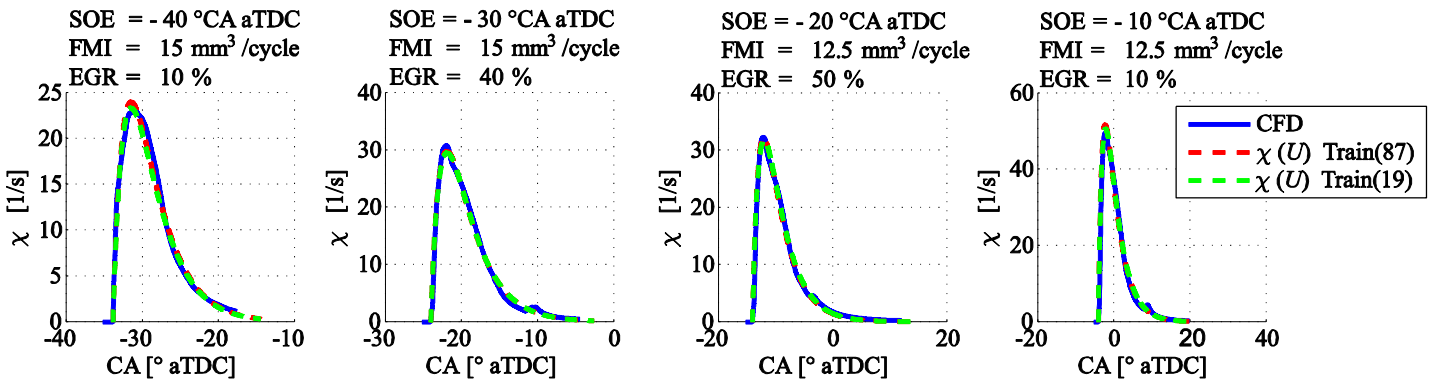 SOE = - 40 °CA aTDC
FMI = 15 mm³ /cycle
EGR = 10 %
25
20
15
10
5
0
χ [1/s]
-40
-30
-20
-10
CA [° aTDC]
SOE = - 30 °CA aTDC
FMI = 15 mm³ /cycle
EGR = 40 %
40
30
20
10
0
χ [1/s]
-30
-20
-10
0
CA [° aTDC]
SOE = - 20 °CA aTDC
FMI = 12.5 mm³ /cycle
EGR = 50 %
40
30
20
10
0
χ [1/s]
-20
0
20
CA [° aTDC]
SOE = - 10 °CA aTDC
FMI = 12.5 mm³ /cycle
EGR = 10 %
60
40
20
0
χ [1/s]
-20
0
20
40
CA [° aTDC]
CFD
χ (U) Train(87)
χ (U) Train(19)